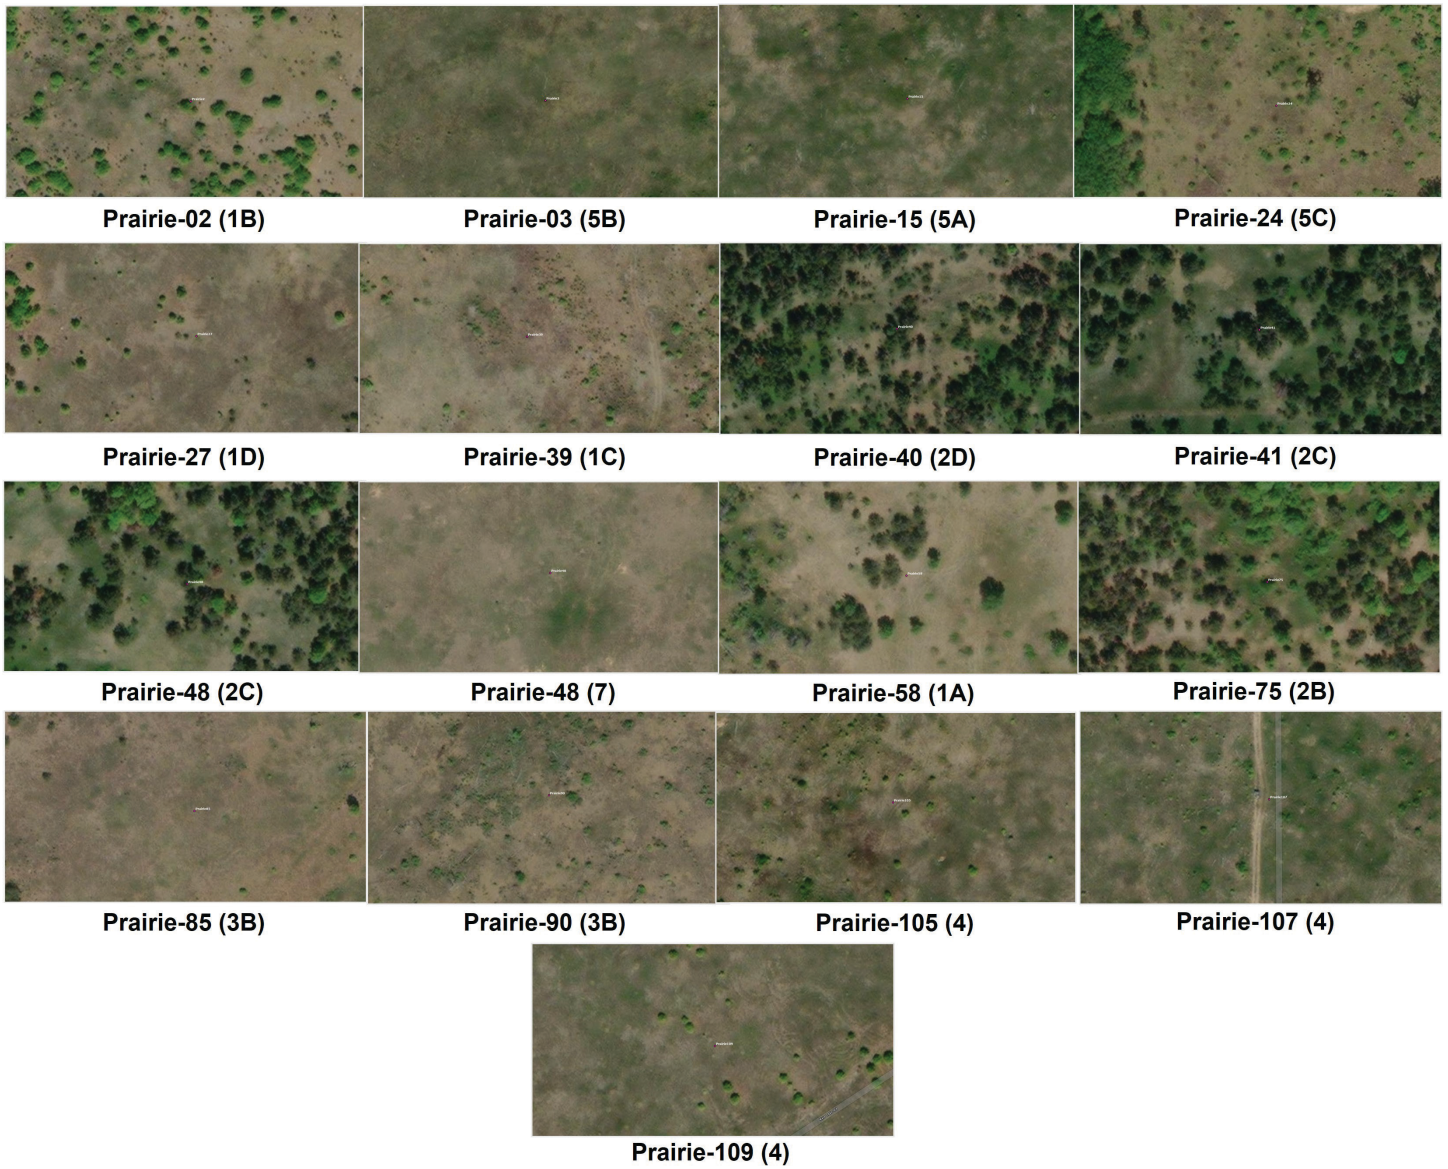 Prairie-02 (1B)
Prairie-03 (5B)
Prairie-15 (5A)
Prairie-24 (5C)
Prairie-27 (1D)
Prairie-39 (1C)
Prairie-40 (2D)
Prairie-41 (2C)
Prairie-48 (2C)
Prairie-48 (7)
Prairie-58 (1A)
Prairie-75 (2B)
Prairie-85 (3B)
Prairie-90 (3B)
Prairie-105 (4)
Prairie-107 (4)
Prairie-109 (4)